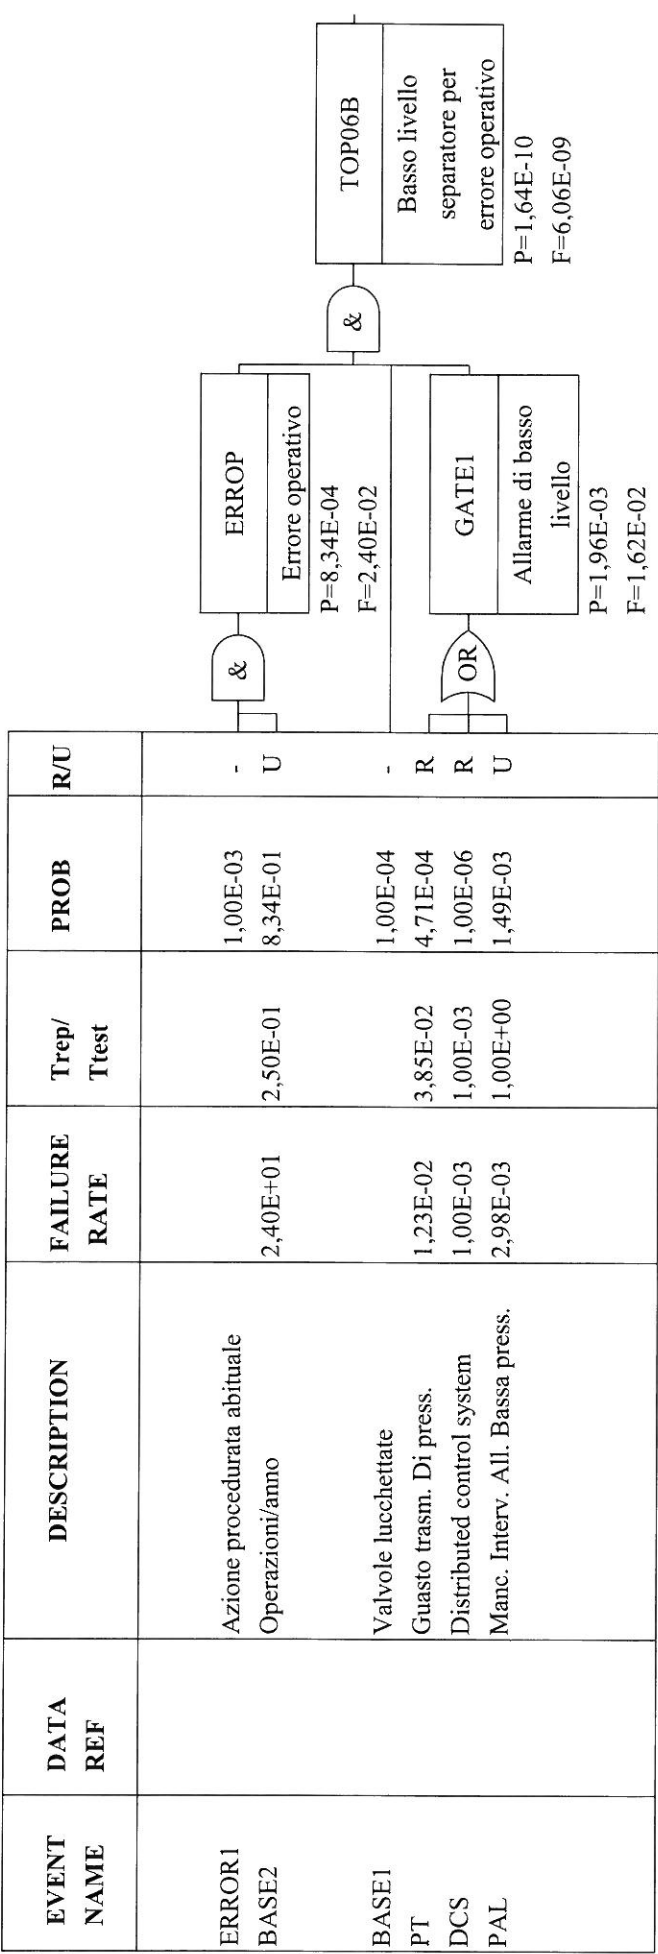 EVENT NAME DATA REF DESCRIPTION FAILURE RATE Trep/ Ttest PROB R/U
ERROR1 Azione procedurata abituale 1,00E-03 -
BASE2 Operazioni/anno 2,40E+01 2,50E-01 8,34E-01 U
BASE1 Valvole lucchettate 1,00E-04 -
PT Guasto trasm. Di press. 1,23E-02 3,85E-02 4,71E-04 R
DCS Distributed control system 1,00E-03 1,00E-03 1,00E-06 R
PAL Manc. Interv. All. Bassa press. 2,98E-03 1,00E+00 1,49E-03 U
&
ERROP
Errore operativo
P=8,34E-04
F=2,40E-02
OR
GATE1
Allarme di basso
livello
P=1,96E-03
F=1,62E-02
&
TOP06B
Basso livello
separatore per
errore operativo
P=1,64E-10
F=6,06E-09